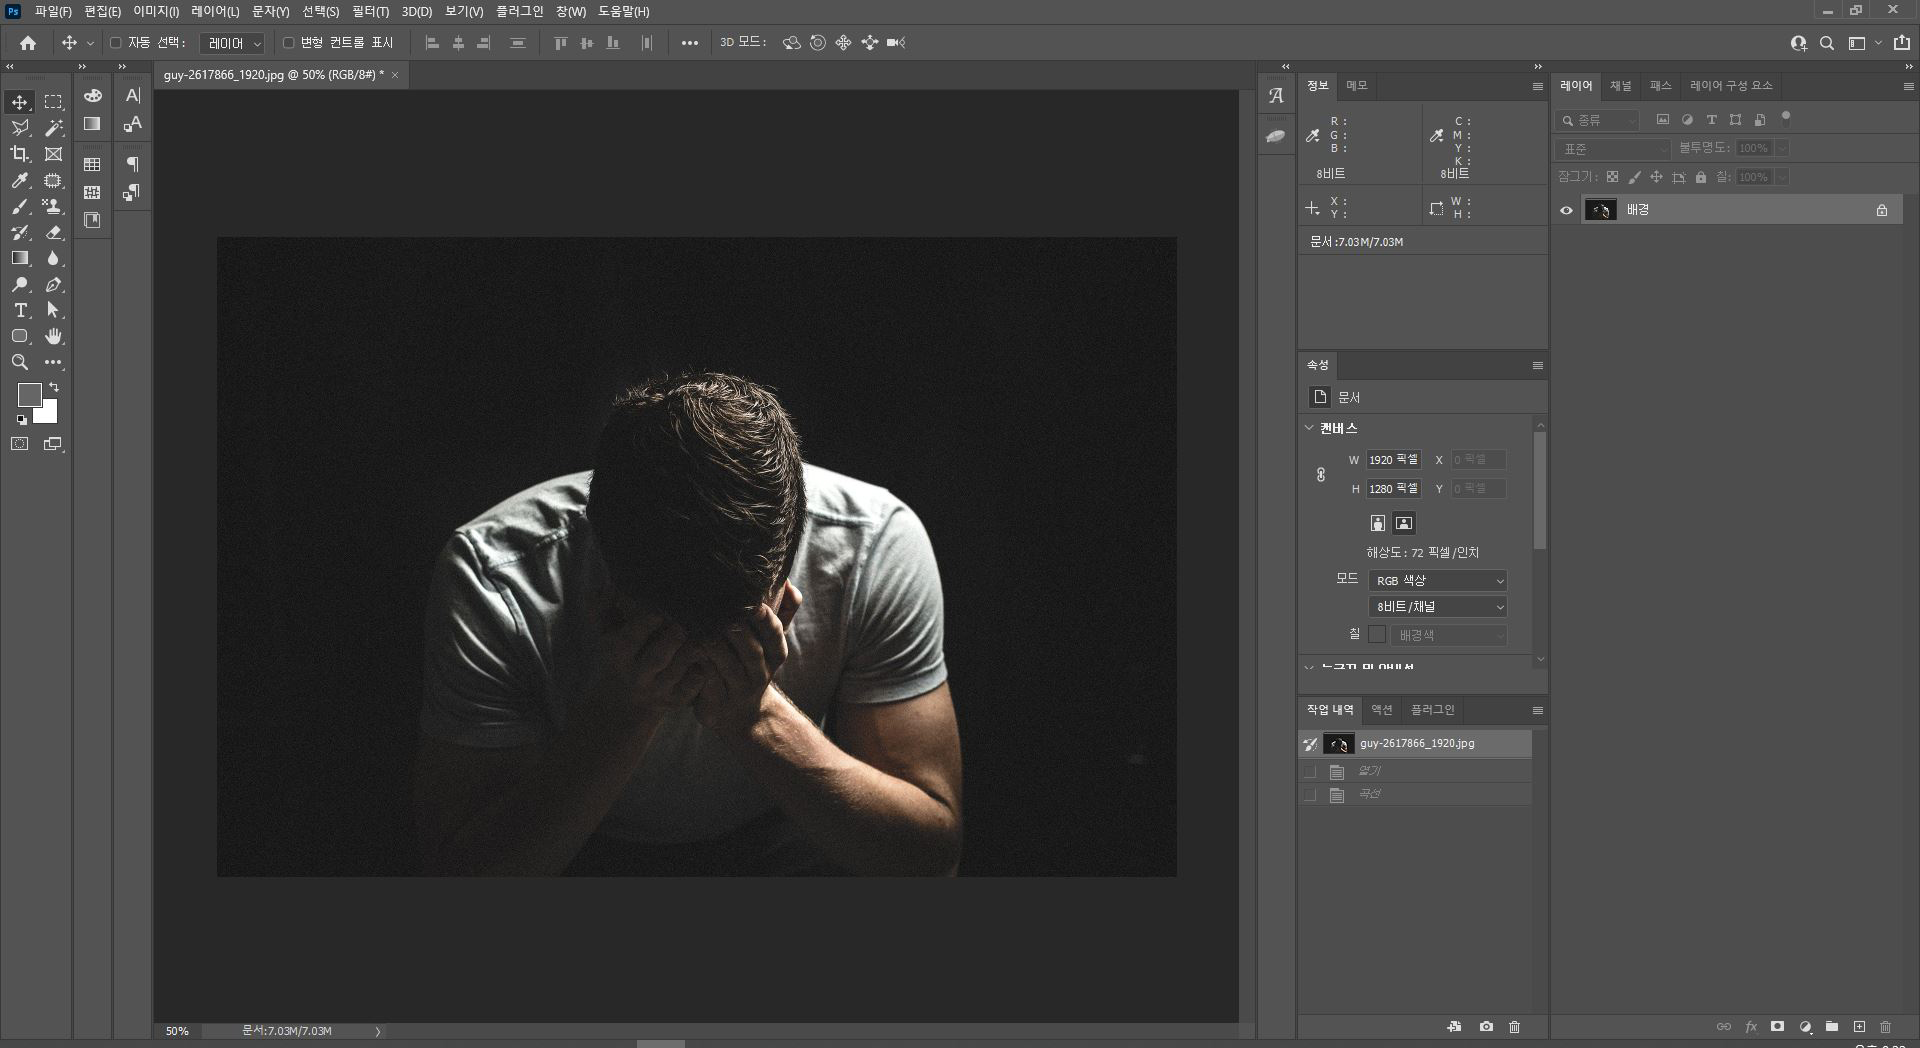 Ps 파일(F) 편집(E) 이미지(I) 레이어(L) 문자(Y) 선택(S) 필터(T) 3D(D) 보기(V) 플러그인 창(W) 도움말(H)
자동 선택: 레이어 변형 컨트롤 표시 3D 모드:
guy-2617866_1920.jpg @ 50% (RGB/8#) *
정보 메모
R :
G :
B :
8비트
C :
M :
Y :
K :
8비트
X :
Y :
W :
H :
문서:7.03M/7.03M
속성
문서
캔버스
W 1920 픽셀 X 0 픽셀
H 1280 픽셀 Y 0 픽셀
해상도: 72 픽셀/인치
모드 RGB 색상
8비트/채널
칠 배경색
작업 내역 액션 플러그인
guy-2617866_1920.jpg
열기
곡선
레이어 채널 패스 레이어 구성 요소
종류
표준 불투명도: 100%
잠그기: 칠: 100%
배경
fx
50% 문서:7.03M/7.03M